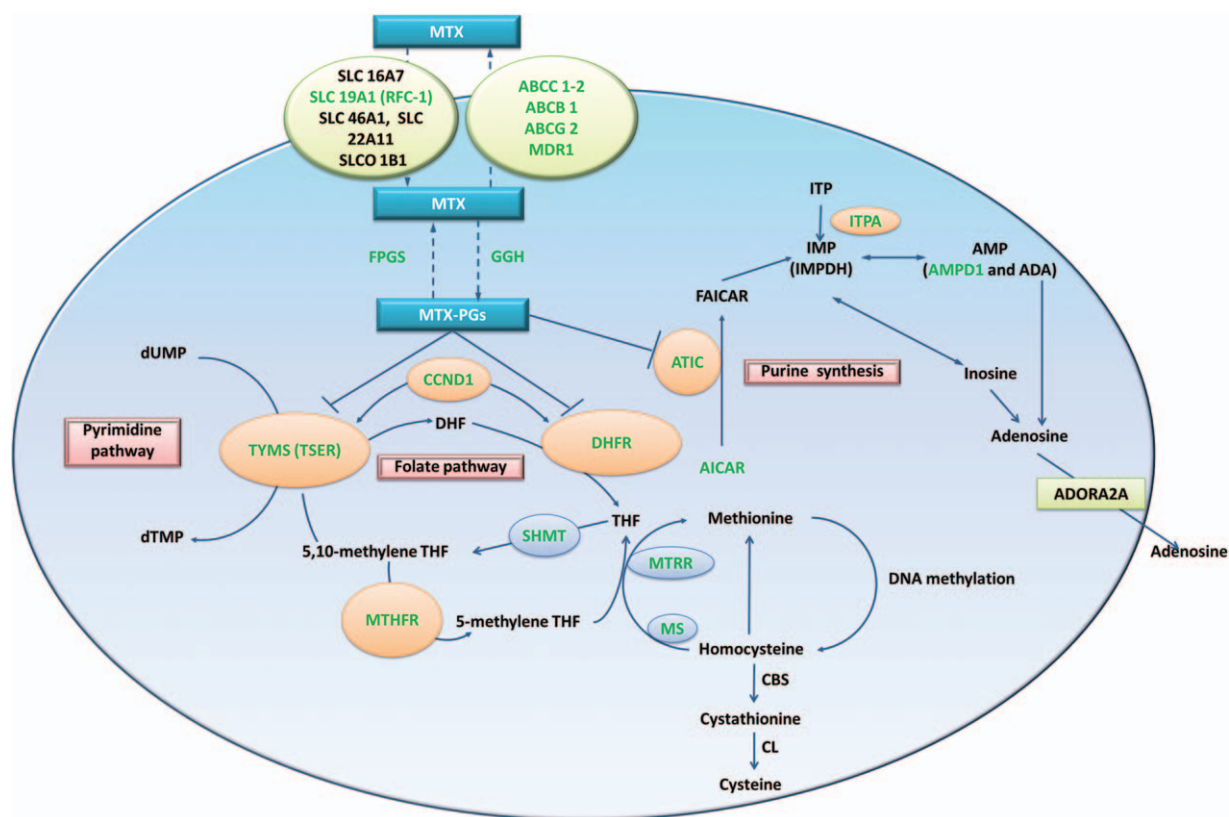 MTX
SLC 16A7
SLC 19A1 (RFC-1)
SLC 46A1, SLC
22A11
SLCO 1B1
ABCC 1-2
ABCB 1
ABCG 2
MDR1
MTX
FPGS
GGH
MTX-PGs
ITP
ITPA
IMP
(IMPDH)
AMP
(AMPD1 and ADA)
FAICAR
ATIC
Purine synthesis
Inosine
Adenosine
AICAR
ADORA2A
Adenosine
dUMP
CCND1
Pyrimidine
pathway
TYMS (TSER)
DHF
DHFR
Folate pathway
dTMP
5,10-methylene THF
SHMT
THF
Methionine
MTRR
DNA methylation
MTHFR
5-methylene THF
MS
Homocysteine
CBS
Cystathionine
CL
Cysteine